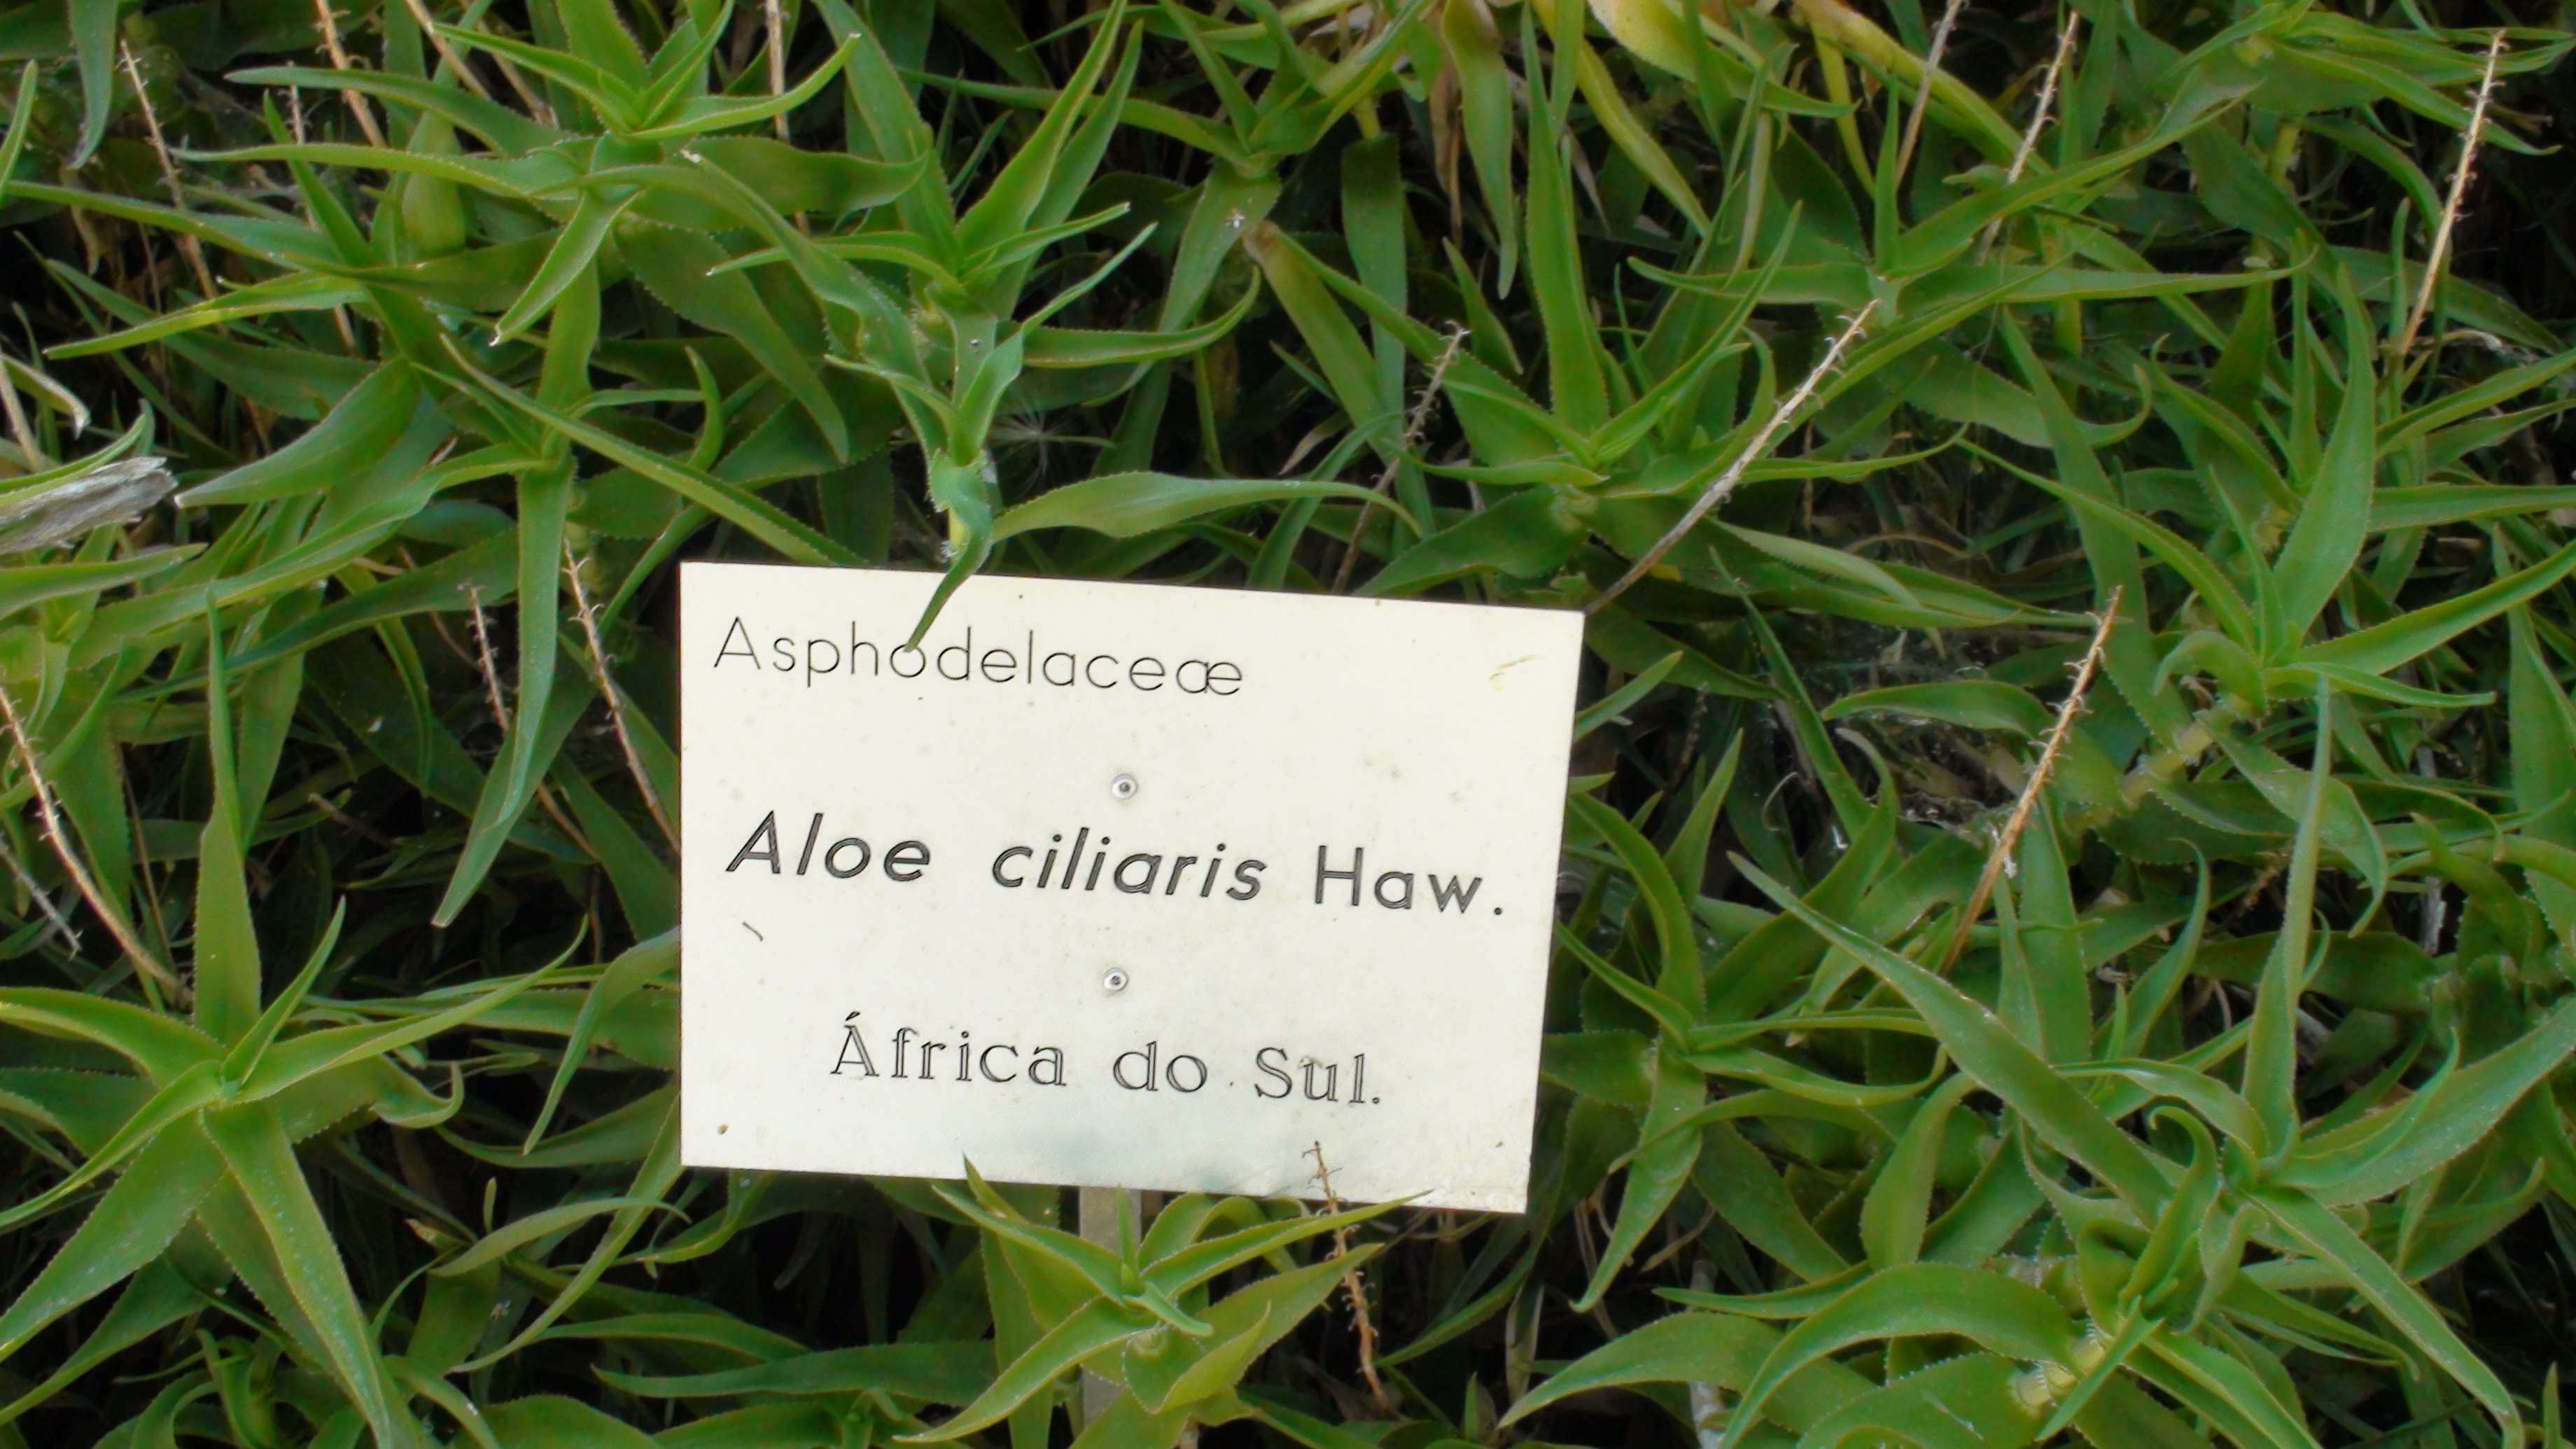 Asphodelaceæ
Aloe ciliaris Haw.
África do Sul.